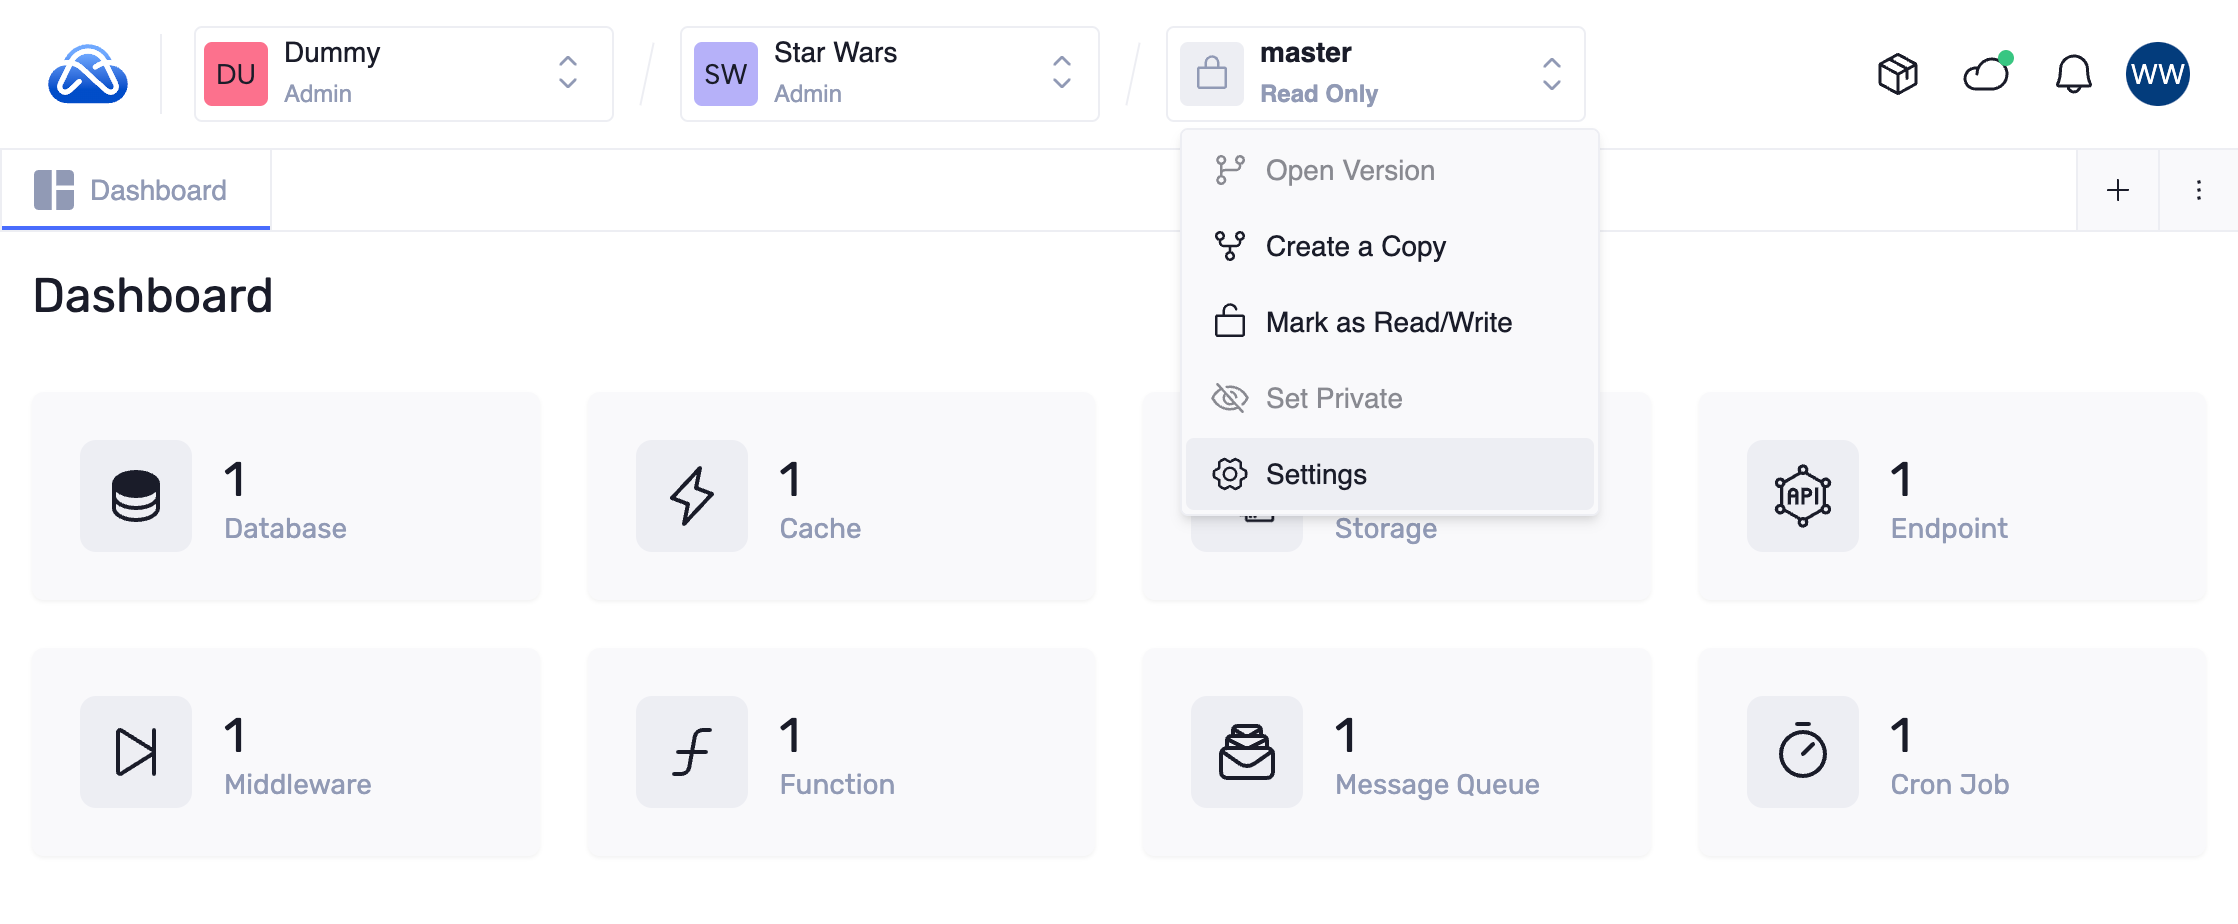 DU
Dummy
Admin
SW
Star Wars
Admin
master
Read Only
WW
Dashboard
Open Version
Create a Copy
Mark as Read/Write
Set Private
Settings
Dashboard
1
Database
1
Cache
Storage
API
1
Endpoint
1
Middleware
1
Function
1
Message Queue
1
Cron Job